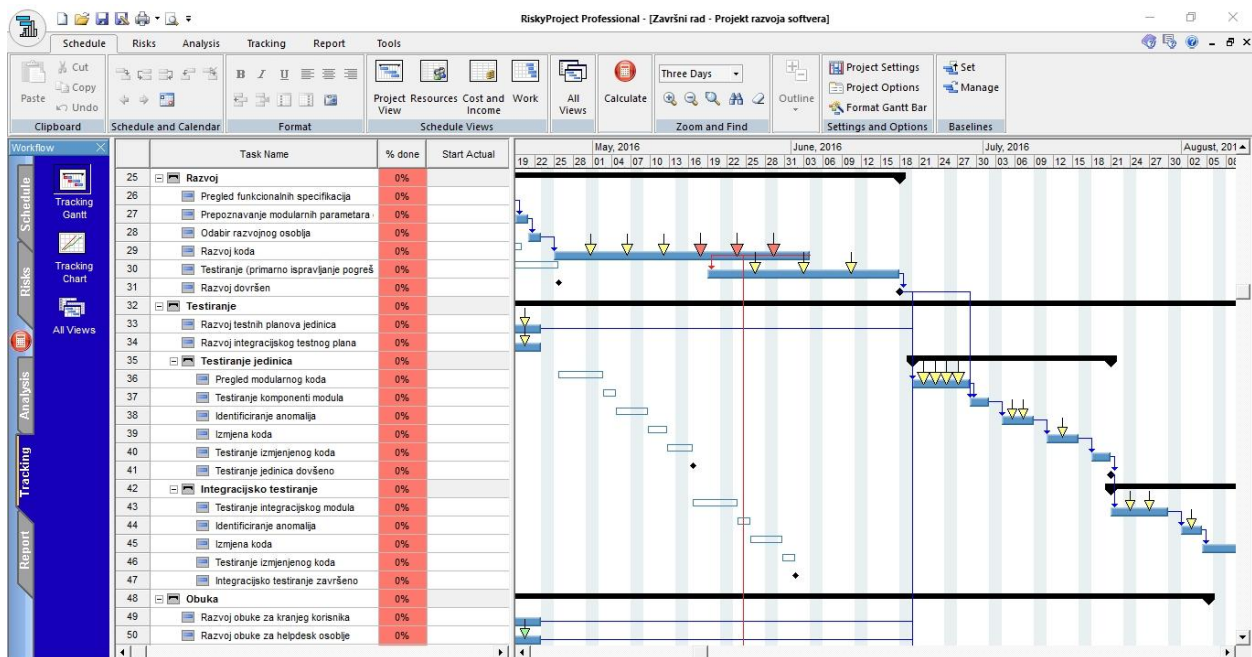 RiskyProject Professional - [Završni rad - Projekt razvoja softvera]
Schedule Risks Analysis Tracking Report Tools
Cut
Copy
Paste
Undo
Clipboard
Schedule and Calendar
B I U
Format
Project View
Resources
Cost and Income
Work
Schedule Views
All Views
Calculate
Three Days
Zoom and Find
Outline
Project Settings
Project Options
Format Gantt Bar
Settings and Options
Set
Manage
Baselines
Workflow
Schedule
Risks
Analysis
Tracking
Report
Tracking Gantt
Tracking Chart
All Views
Task Name % done Start Actual
May, 2016 June, 2016 July, 2016 August, 201
19 22 25 28 01 04 07 10 13 16 19 22 25 28 31 03 06 09 12 15 18 21 24 27 30 03 06 09 12 15 18 21 24 27 30 02 05 08
25 Razvoj 0%
26 Pregled funkcionalnih specifikacija 0%
27 Prepoznavanje modularnih parametara 0%
28 Odabir razvojnog osoblja 0%
29 Razvoj koda 0%
30 Testiranje (primarno ispravljanje pogreš 0%
31 Razvoj dovršen 0%
32 Testiranje 0%
33 Razvoj testnih planova jedinica 0%
34 Razvoj integracijskog testnog plana 0%
35 Testiranje jedinica 0%
36 Pregled modularnog koda 0%
37 Testiranje komponenti modula 0%
38 Identificiranje anomalija 0%
39 Izmjena koda 0%
40 Testiranje izmjenjenog koda 0%
41 Testiranje jedinica dovšeno 0%
42 Integracijsko testiranje 0%
43 Testiranje integracijskog modula 0%
44 Identificiranje anomalija 0%
45 Izmjena koda 0%
46 Testiranje izmjenjenog koda 0%
47 Integracijsko testiranje završeno 0%
48 Obuka 0%
49 Razvoj obuke za kranjeg korisnika 0%
50 Razvoj obuke za helpdesk osoblje 0%